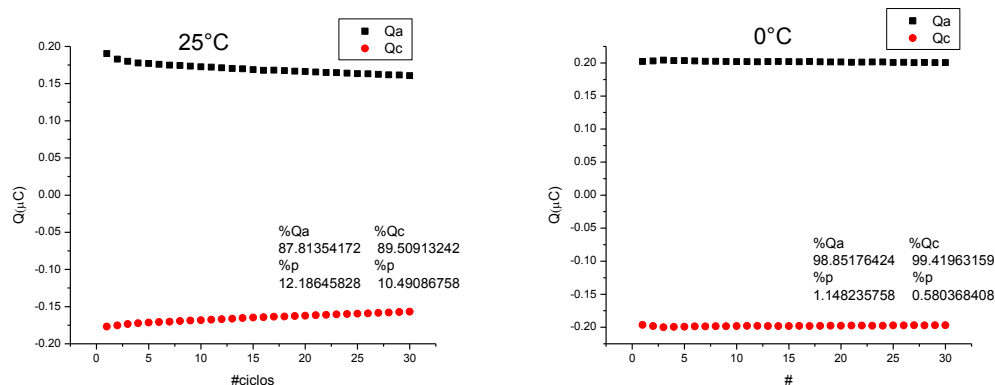 25°C
Qa
Qc
0.20
0.15
0.10
0.05
0.00
-0.05
-0.10
-0.15
-0.20
Q(μC)
%Qa %Qc
87.81354172 89.50913242
%p %p
12.18645828 10.49086758
0 5 10 15 20 25 30
#ciclos
0°C
Qa
Qc
0.20
0.15
0.10
0.05
0.00
-0.05
-0.10
-0.15
-0.20
Q(μC)
%Qa %Qc
98.85176424 99.41963159
%p %p
1.148235758 0.580368408
0 5 10 15 20 25 30
#